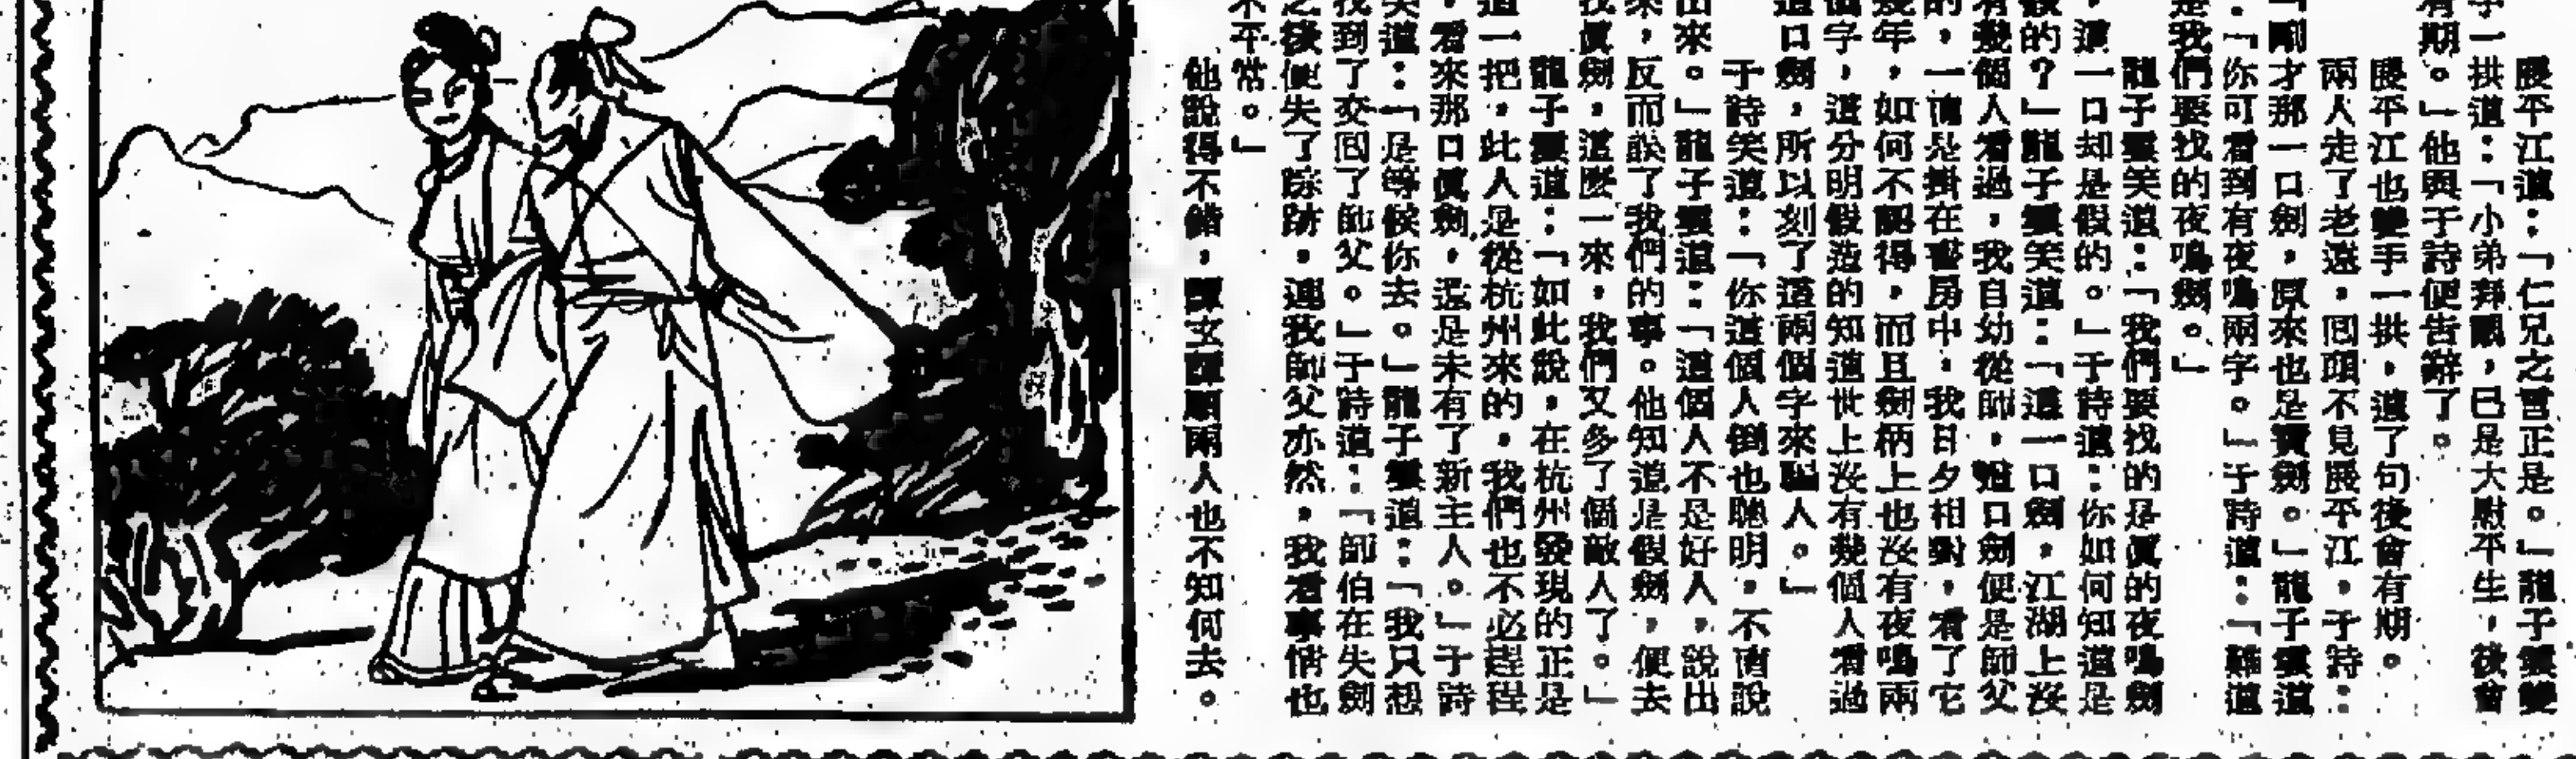 腰平江道：「仁兄之言正是。」龍子雲雙
手一拱道：「小弟拜識，已是大慰平生，後會
有期。」他與于詩便告辭了。
腰平江也雙手一拱，道了句後會有期。
兩人走了老遠，囘頭不見腰平江，于詩：
「剛才那一口劍，原來也是寶劍。」龍子雲道
：「你可看到有夜鳴兩字。」于詩道：「難道
是我們要找的夜鳴劍。」
龍子雲笑道：「我們要找的是眞的夜鳴劍
，這一口却是假的。」于詩道：你如何知道是
假的？」龍子雲笑道：「這一口劍，江湖上沒
有幾個人看過，我自幼從師，這口劍便是師父
的，一直是掛在書房中，我日夕相對，看了它
幾年，如何不認得，而且劍柄上也沒有夜鳴兩
個字，這分明假造的知道世上沒有幾個人看過
這口劍，所以刻了這兩個字來騙人。」
于詩笑道：「你這個人倒也聰明，不直說
出來。」龍子雲道：「這個人不是好人，說出
來，反而誤了我們的事。他知道是假劍，便去
找眞劍，這麼一來，我們又多了個敵人了。」
龍子雲道：「如此說，在杭州發現的正是
這一把，此人是從杭州來的，我們也不必趕程
，看來那口眞劍，還是未有了新主人。」于詩
笑道：「是等候你去。」龍子雲道：「我只想
找到了交囘了師父。」于詩道：「師伯在失劍
之後便失了踪跡，連我師父亦然，我看事情也
不平常。」
他說得不錯，譚女譚順兩人也不知何去。